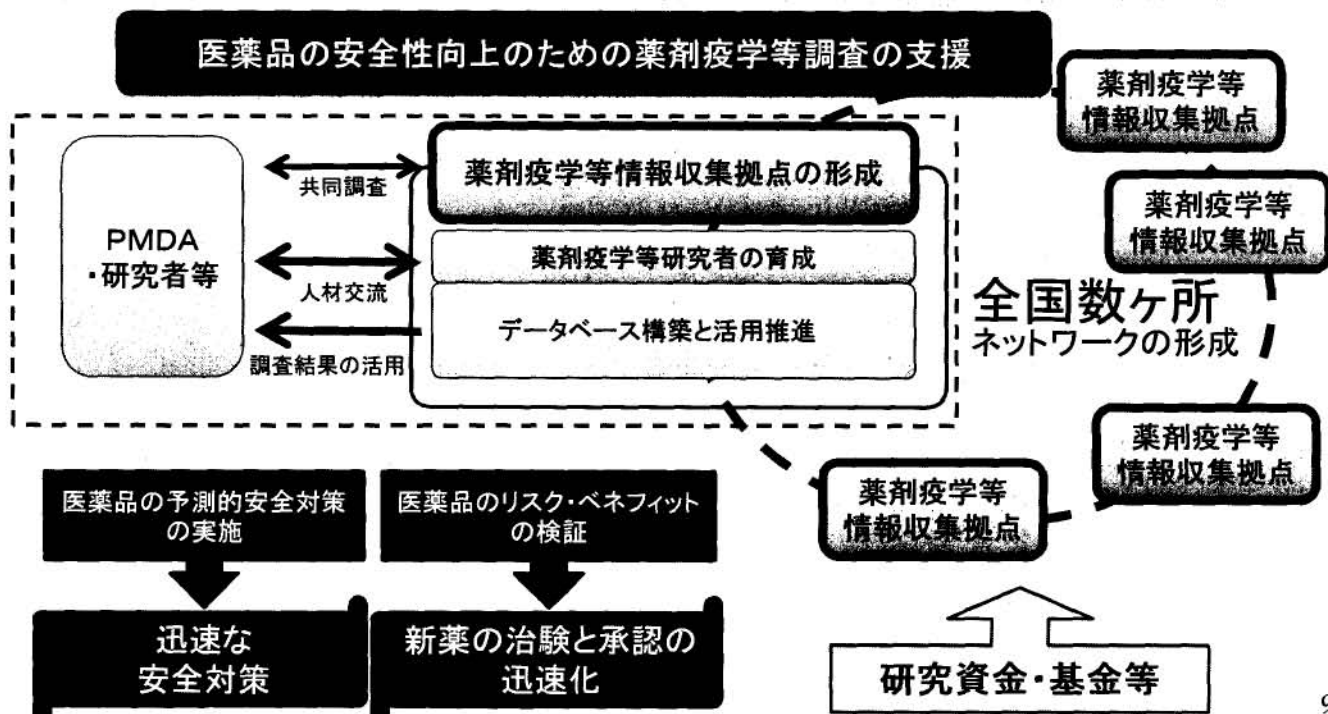 医薬品の安全性向上のための薬剤疫学等調査の支援
薬剤疫学等
情報収集拠点
薬剤疫学等
情報収集拠点
PMDA
・研究者等
共同調査
人材交流
調査結果の活用
薬剤疫学等情報収集拠点の形成
薬剤疫学等研究者の育成
データベース構築と活用推進
全国数ヶ所
ネットワークの形成
薬剤疫学等
情報収集拠点
薬剤疫学等
情報収集拠点
医薬品の予測的安全対策
の実施
医薬品のリスク・ベネフィット
の検証
迅速な
安全対策
新薬の治験と承認の
迅速化
研究資金・基金等